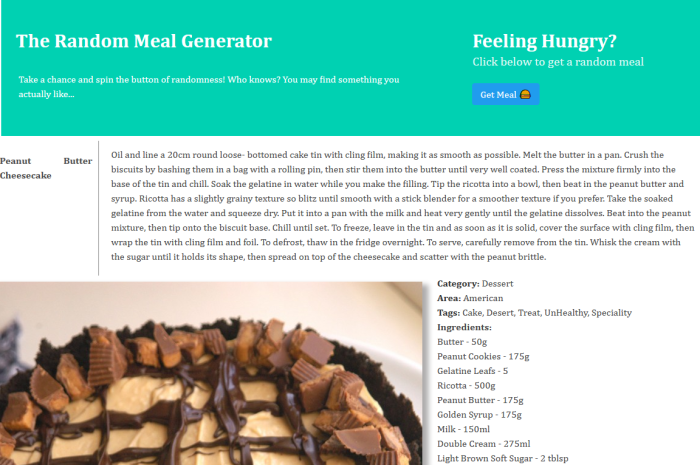 The Random Meal Generator
Take a chance and spin the button of randomness! Who knows? You may find something you
actually like...
Feeling Hungry?
Click below to get a random meal
Get Meal
Peanut Butter
Cheesecake
Oil and line a 20cm round loose- bottomed cake tin with cling film, making it as smooth as possible. Melt the butter in a pan. Crush the
biscuits by bashing them in a bag with a rolling pin, then stir them into the butter until very well coated. Press the mixture firmly into the
base of the tin and chill. Soak the gelatine in water while you make the filling. Tip the ricotta into a bowl, then beat in the peanut butter and
syrup. Ricotta has a slightly grainy texture so blitz until smooth with a stick blender for a smoother texture if you prefer. Take the soaked
gelatine from the water and squeeze dry. Put it into a pan with the milk and heat very gently until the gelatine dissolves. Beat into the peanut
mixture, then tip onto the biscuit base. Chill until set. To freeze, leave in the tin and as soon as it is solid, cover the surface with cling film, then
wrap the tin with cling film and foil. To defrost, thaw in the fridge overnight. To serve, carefully remove from the tin. Whisk the cream with
the sugar until it holds its shape, then spread on top of the cheesecake and scatter with the peanut brittle.
Category: Dessert
Area: American
Tags: Cake, Desert, Treat, UnHealthy, Speciality
Ingredients:
Butter - 50g
Peanut Cookies - 175g
Gelatine Leafs - 5
Ricotta - 500g
Peanut Butter - 175g
Golden Syrup - 175g
Milk - 150ml
Double Cream - 275ml
Light Brown Soft Sugar - 2 tblsp